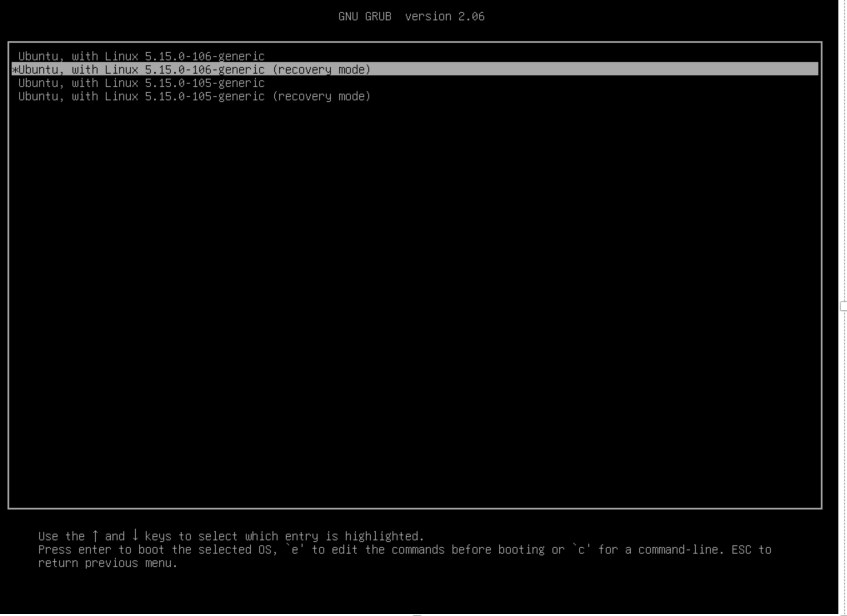 GNU GRUB  version 2.06
Ubuntu, with Linux 5.15.0-106-generic
*Ubuntu, with Linux 5.15.0-106-generic (recovery mode)
Ubuntu, with Linux 5.15.0-105-generic
Ubuntu, with Linux 5.15.0-105-generic (recovery mode)
Use the ↑ and ↓ keys to select which entry is highlighted.
Press enter to boot the selected OS, `e' to edit the commands before booting or `c' for a command-line. ESC to
return previous menu.